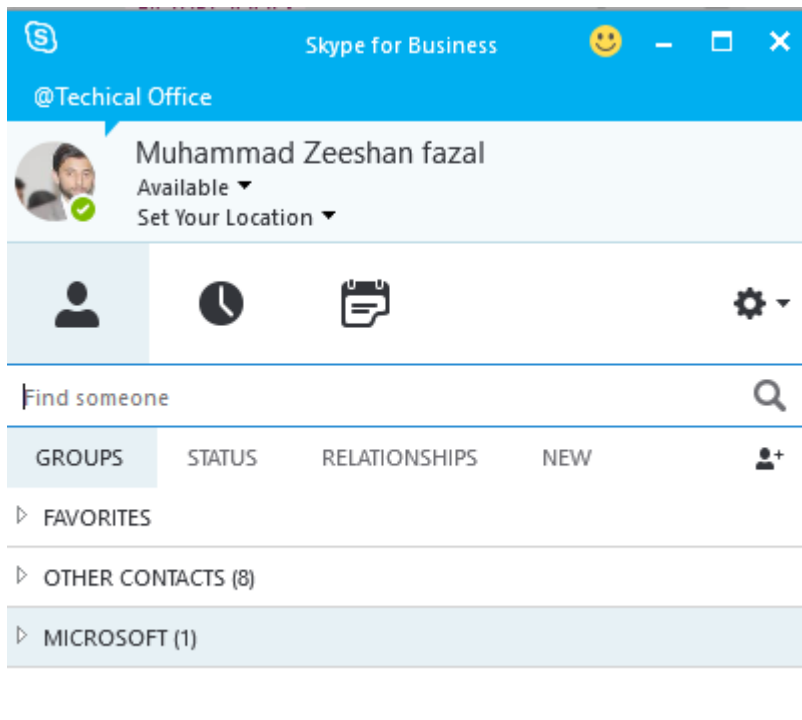 Skype for Business
@Techical Office
Muhammad Zeeshan fazal
Available
Set Your Location
Find someone
GROUPS STATUS RELATIONSHIPS NEW
FAVORITES
OTHER CONTACTS (8)
MICROSOFT (1)